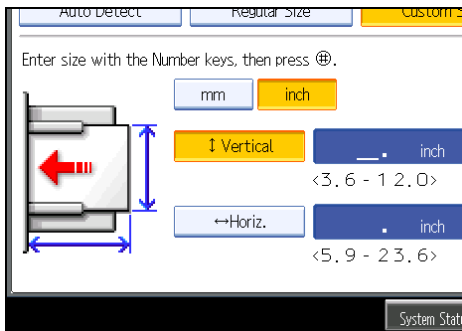 Auto Detect Regular Size Custom S
Enter size with the Number keys, then press ⌗.
mm inch
↕ Vertical __. inch
<3.6 - 12.0>
↔Horiz. . inch
<5.9 - 23.6>
System Stat